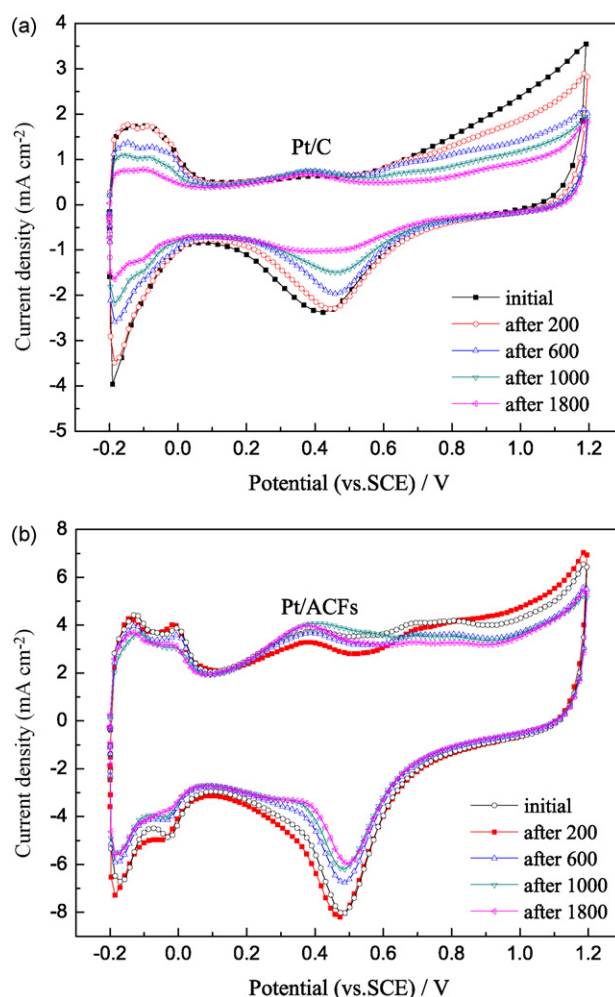 (a)
4
3
2
1
0
-1
-2
-3
-4
-5
Current density (mA cm⁻²)
Pt/C
initial
after 200
after 600
after 1000
after 1800
-0.2 0.0 0.2 0.4 0.6 0.8 1.0 1.2
Potential (vs.SCE) / V
(b)
8
6
4
2
0
-2
-4
-6
-8
Current density (mA cm⁻²)
Pt/ACFs
initial
after 200
after 600
after 1000
after 1800
-0.2 0.0 0.2 0.4 0.6 0.8 1.0 1.2
Potential (vs.SCE) / V